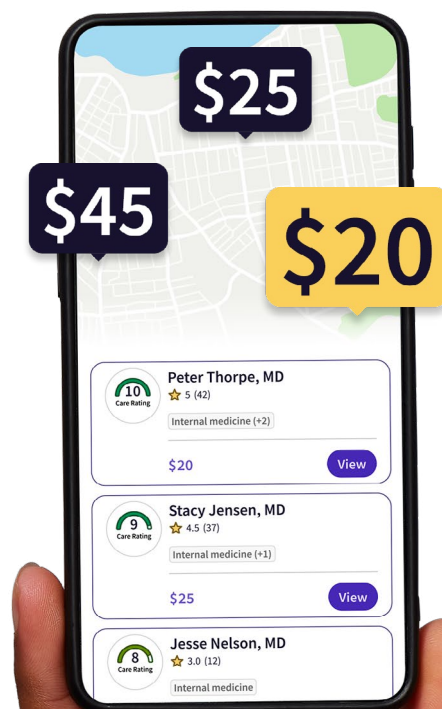 $25
$45
$20
10
Care Rating
Peter Thorpe, MD
5 (42)
Internal medicine (+2)
$20
View
9
Care Rating
Stacy Jensen, MD
4.5 (37)
Internal medicine (+1)
$25
View
8
Care Rating
Jesse Nelson, MD
3.0 (12)
Internal medicine